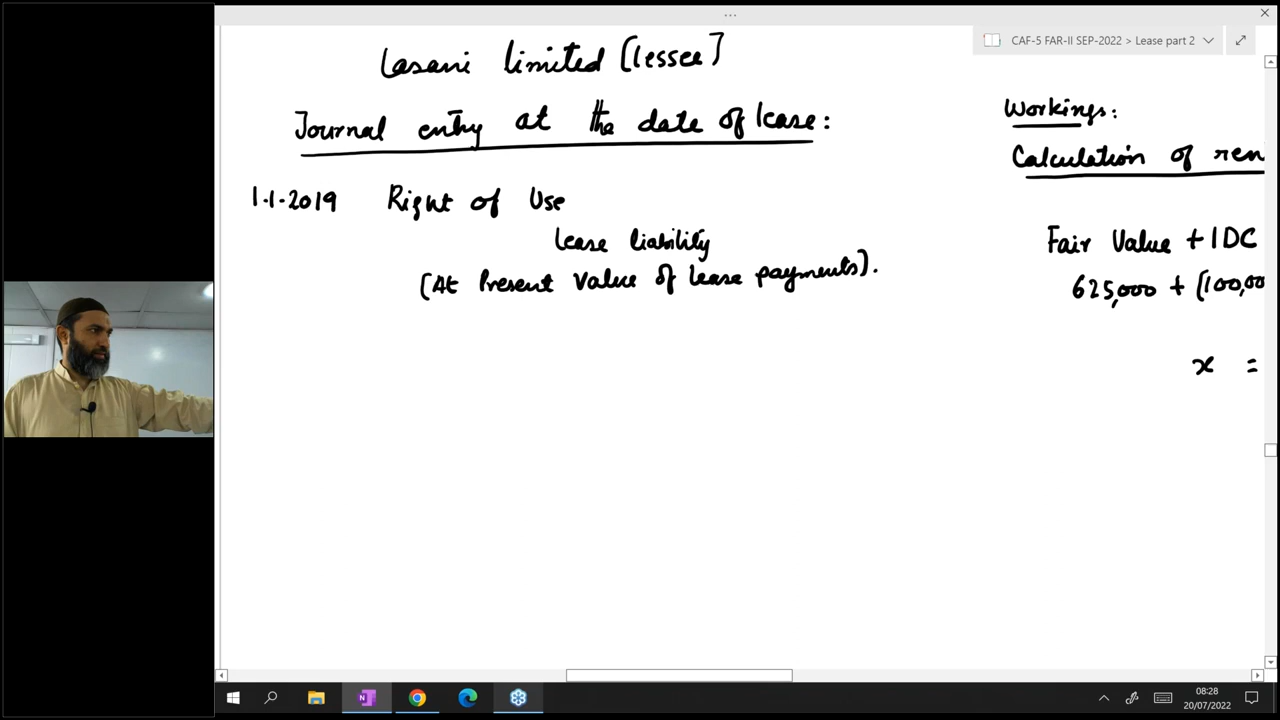 CAF-5 FAR-II SEP-2022 > Lease part 2
Lasani limited [lessee]
Journal entry at the date of lease:
1.1.2019 Right of Use
Lease liability
(At Present Value of Lease payments).
Workings:
Calculation of ren
Fair Value + IDC
625,000 + (100,00
x =
08:28
20/07/2022